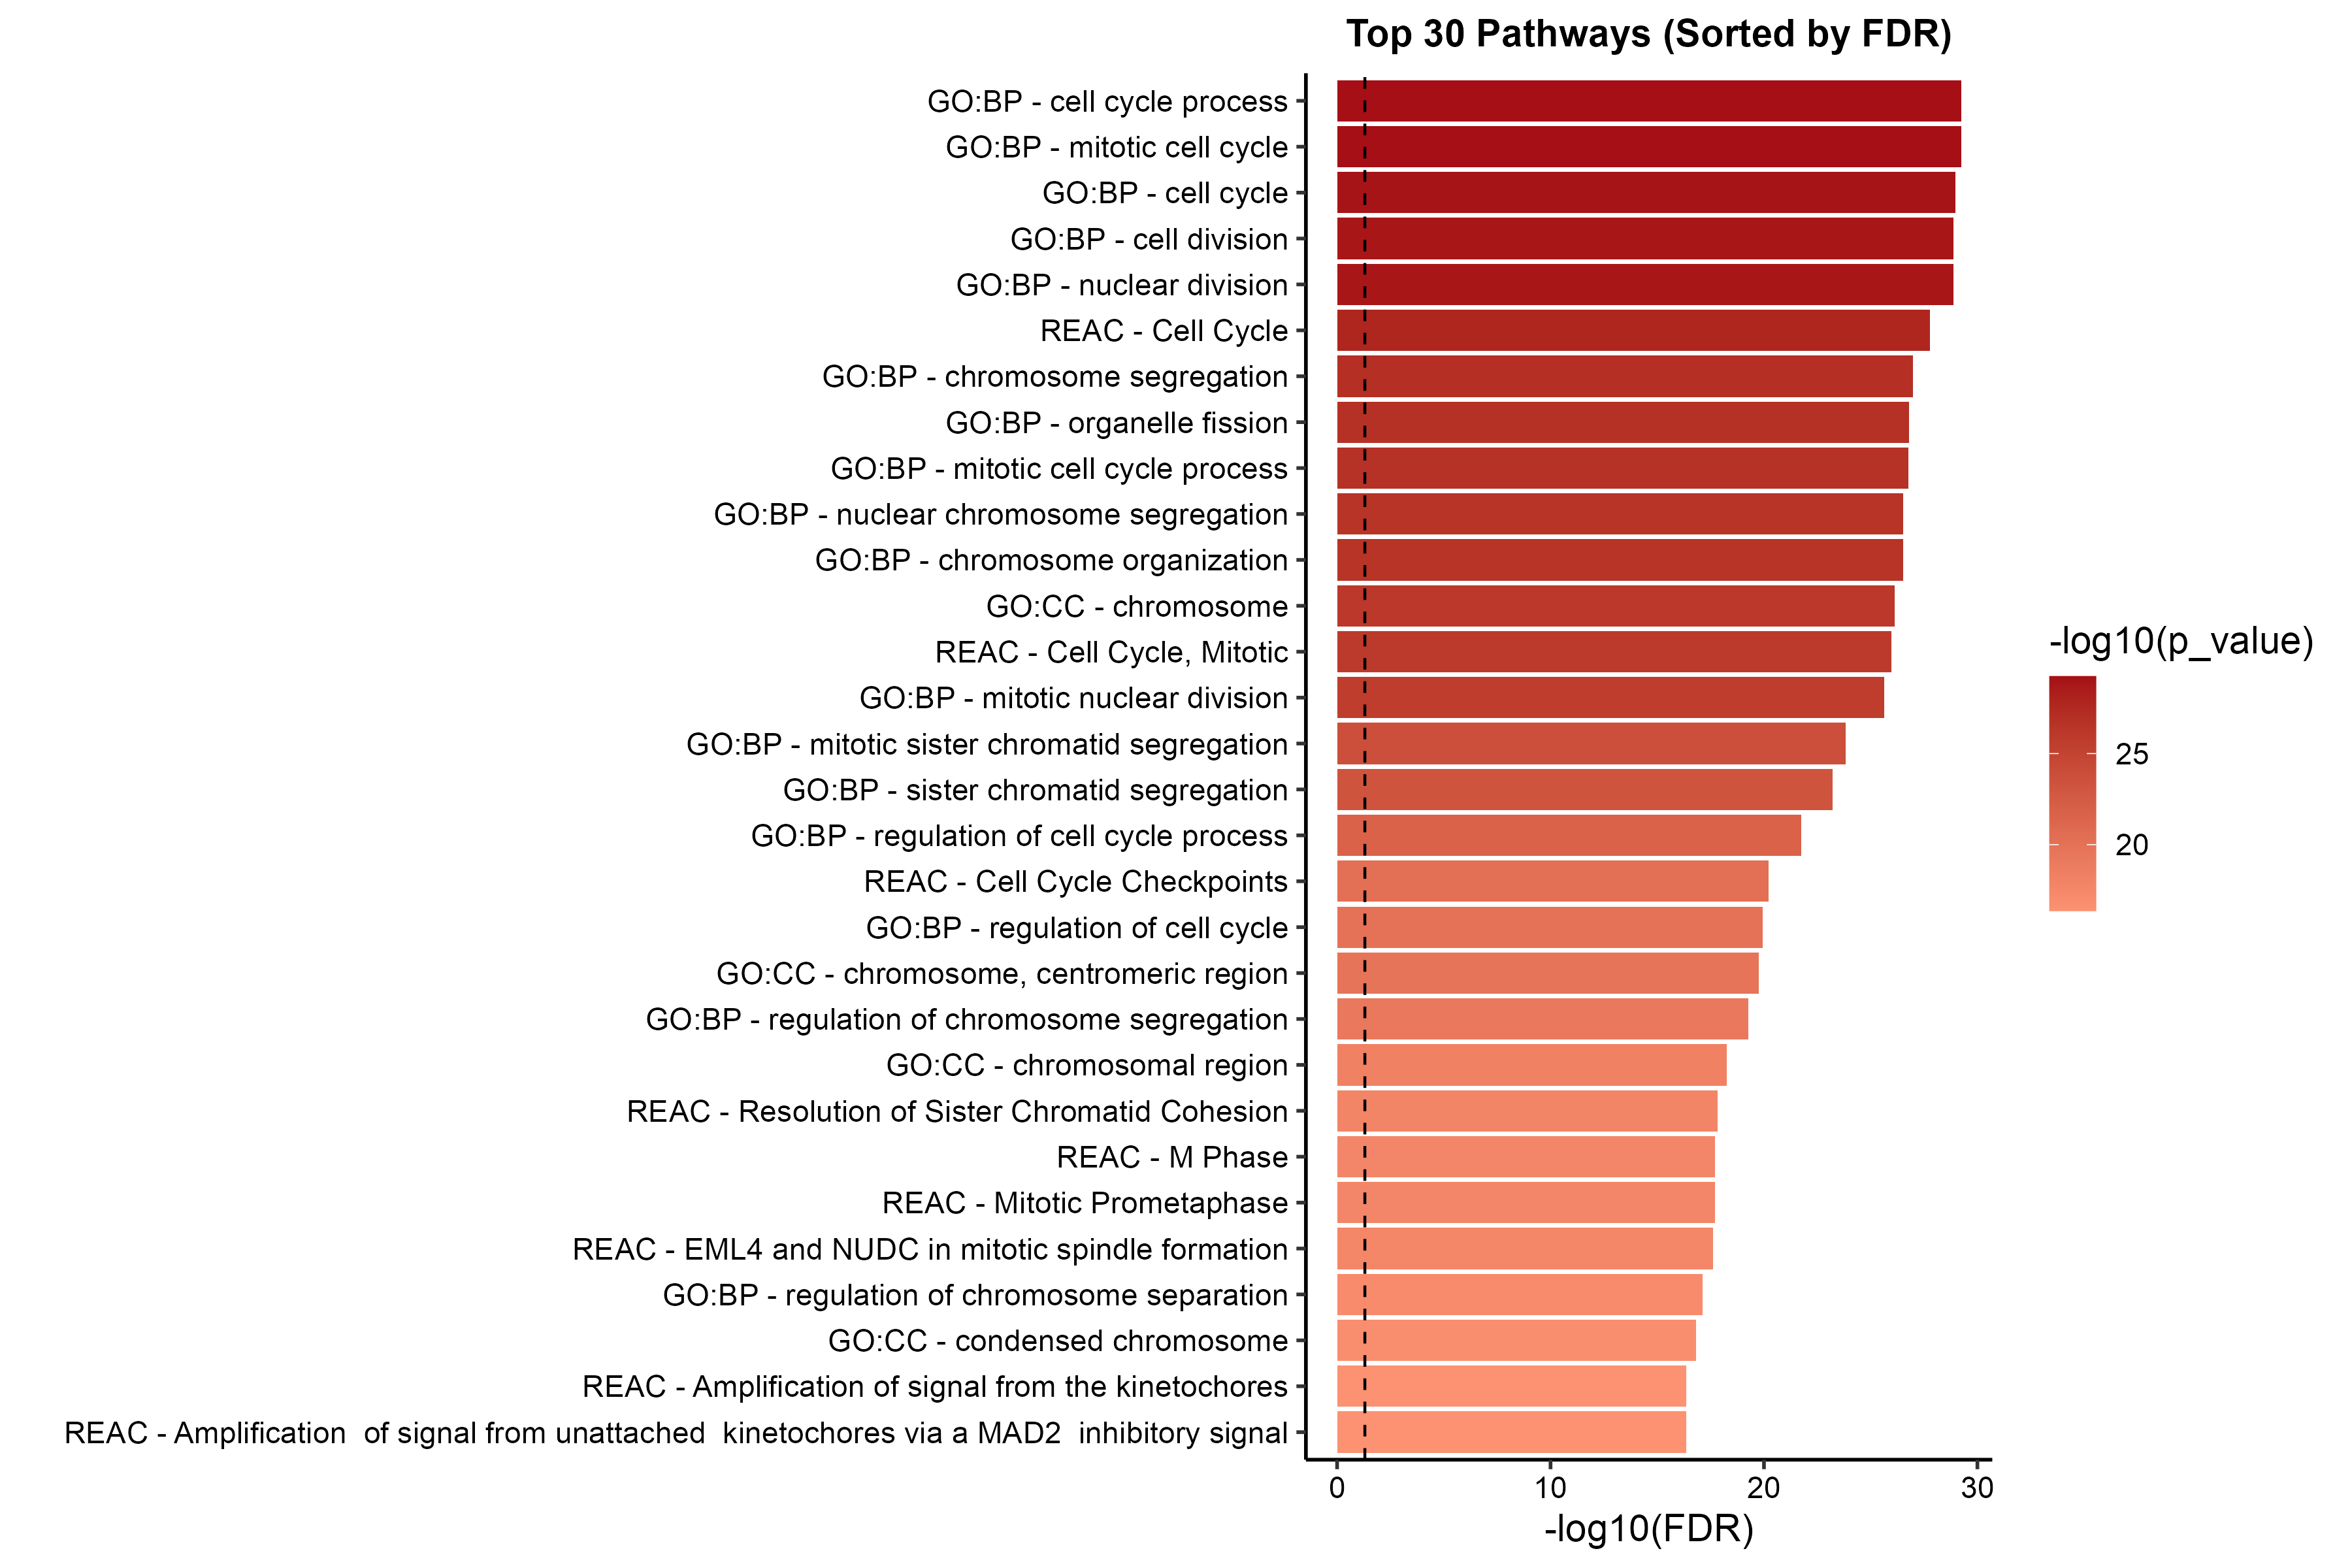 Top 30 Pathways (Sorted by FDR)
GO:BP - cell cycle process
GO:BP - mitotic cell cycle
GO:BP - cell cycle
GO:BP - cell division
GO:BP - nuclear division
REAC - Cell Cycle
GO:BP - chromosome segregation
GO:BP - organelle fission
GO:BP - mitotic cell cycle process
GO:BP - nuclear chromosome segregation
GO:BP - chromosome organization
GO:CC - chromosome
REAC - Cell Cycle, Mitotic
GO:BP - mitotic nuclear division
GO:BP - mitotic sister chromatid segregation
GO:BP - sister chromatid segregation
GO:BP - regulation of cell cycle process
REAC - Cell Cycle Checkpoints
GO:BP - regulation of cell cycle
GO:CC - chromosome, centromeric region
GO:BP - regulation of chromosome segregation
GO:CC - chromosomal region
REAC - Resolution of Sister Chromatid Cohesion
REAC - M Phase
REAC - Mitotic Prometaphase
REAC - EML4 and NUDC in mitotic spindle formation
GO:BP - regulation of chromosome separation
GO:CC - condensed chromosome
REAC - Amplification of signal from the kinetochores
REAC - Amplification  of signal from unattached  kinetochores via a MAD2  inhibitory signal
0 10 20 30
-log10(FDR)
-log10(p_value)
25
20